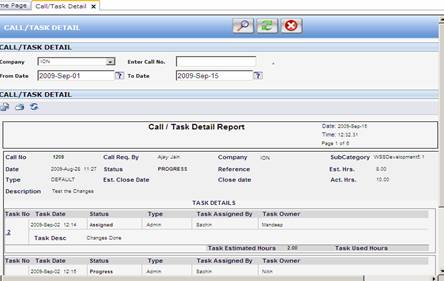 me Page Call/Task Detail x
CALL/TASK DETAIL
CALL/TASK DETAIL
Company ION Enter Call No.
From Date 2009-Sep-01 ? To Date 2009-Sep-15 ?
CALL/TASK DETAIL
Call / Task Detail Report Date: 2009-Sep-15
Time: 12:32:31
Page 1 of 6
Call No 1209 Call Req. By Ajay Jain Company ION SubCategory WSSDevelopment5.1
Date 2009-Aug-28 11:27 Status PROGRESS Reference Est. Hrs. 8.00
Type DEFAULT Est. Close Date Close date Act. Hrs. 10.00
Description Test the Changes
TASK DETAILS
Task No Task Date Status Type Task Assigned By Task Owner
2 2009-Sep-02 12:14 Assigned Admin Sachin Mandeep
Task Desc Changes Done
Task Estimated Hours 2.00 Task Used Hours
Task No Task Date Status Type Task Assigned By Task Owner
2009-Sep-02 12:15 Progress Admin Sachin Nitin